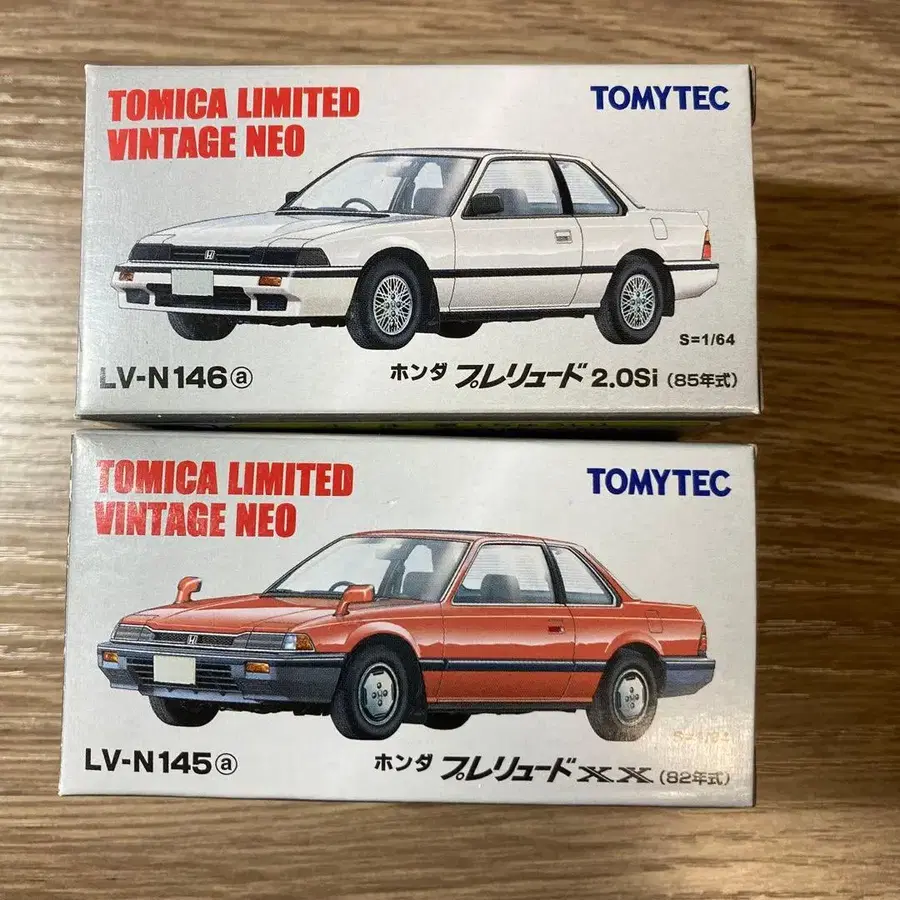 TOMICA LIMITED
VINTAGE NEO
TOMYTEC
S=1/64
LV-N146ⓐ
ホンダ プレリュード 2.0Si (85年式)
TOMICA LIMITED
VINTAGE NEO
TOMYTEC
S=1/64
LV-N145ⓐ
ホンダ プレリュード XX (82年式)